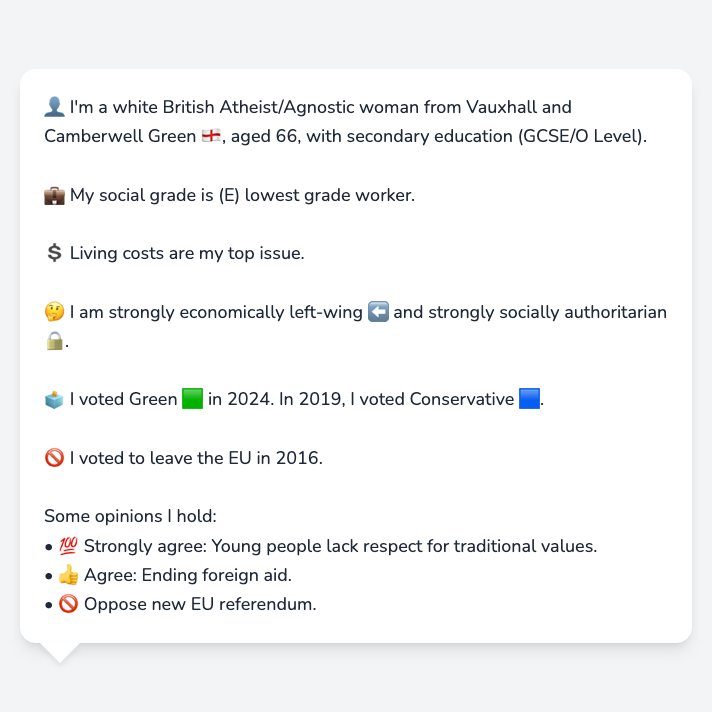 👤 I'm a white British Atheist/Agnostic woman from Vauxhall and
Camberwell Green 🏴󠁧󠁢󠁥󠁮󠁧󠁿, aged 66, with secondary education (GCSE/O Level).
💼 My social grade is (E) lowest grade worker.
💲 Living costs are my top issue.
🤔 I am strongly economically left-wing ⬅️ and strongly socially authoritarian
🔒.
🗳️ I voted Green 🟩 in 2024. In 2019, I voted Conservative 🟦.
🚫 I voted to leave the EU in 2016.
Some opinions I hold:
• 💯 Strongly agree: Young people lack respect for traditional values.
• 👍 Agree: Ending foreign aid.
• 🚫 Oppose new EU referendum.